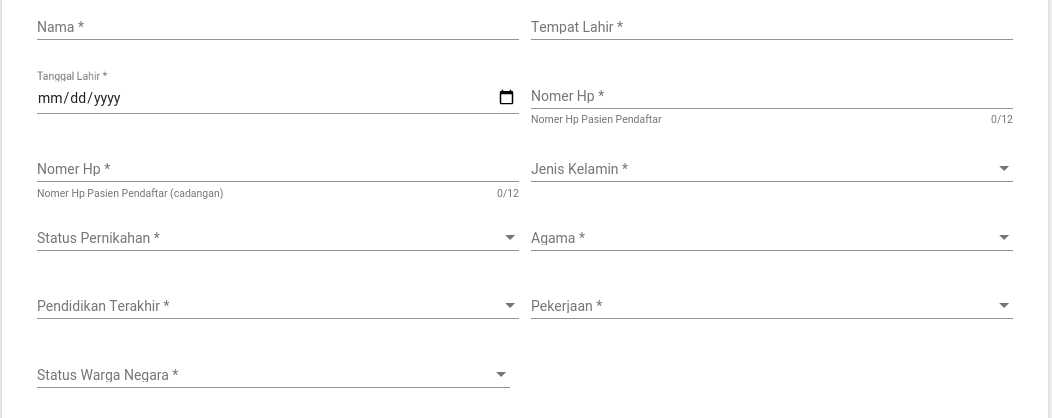 Nama *
Tempat Lahir *
Tanggal Lahir *
mm/dd/yyyy
Nomer Hp *
Nomer Hp Pasien Pendaftar
0/12
Nomer Hp *
Nomer Hp Pasien Pendaftar (cadangan)
0/12
Jenis Kelamin *
Status Pernikahan *
Agama *
Pendidikan Terakhir *
Pekerjaan *
Status Warga Negara *